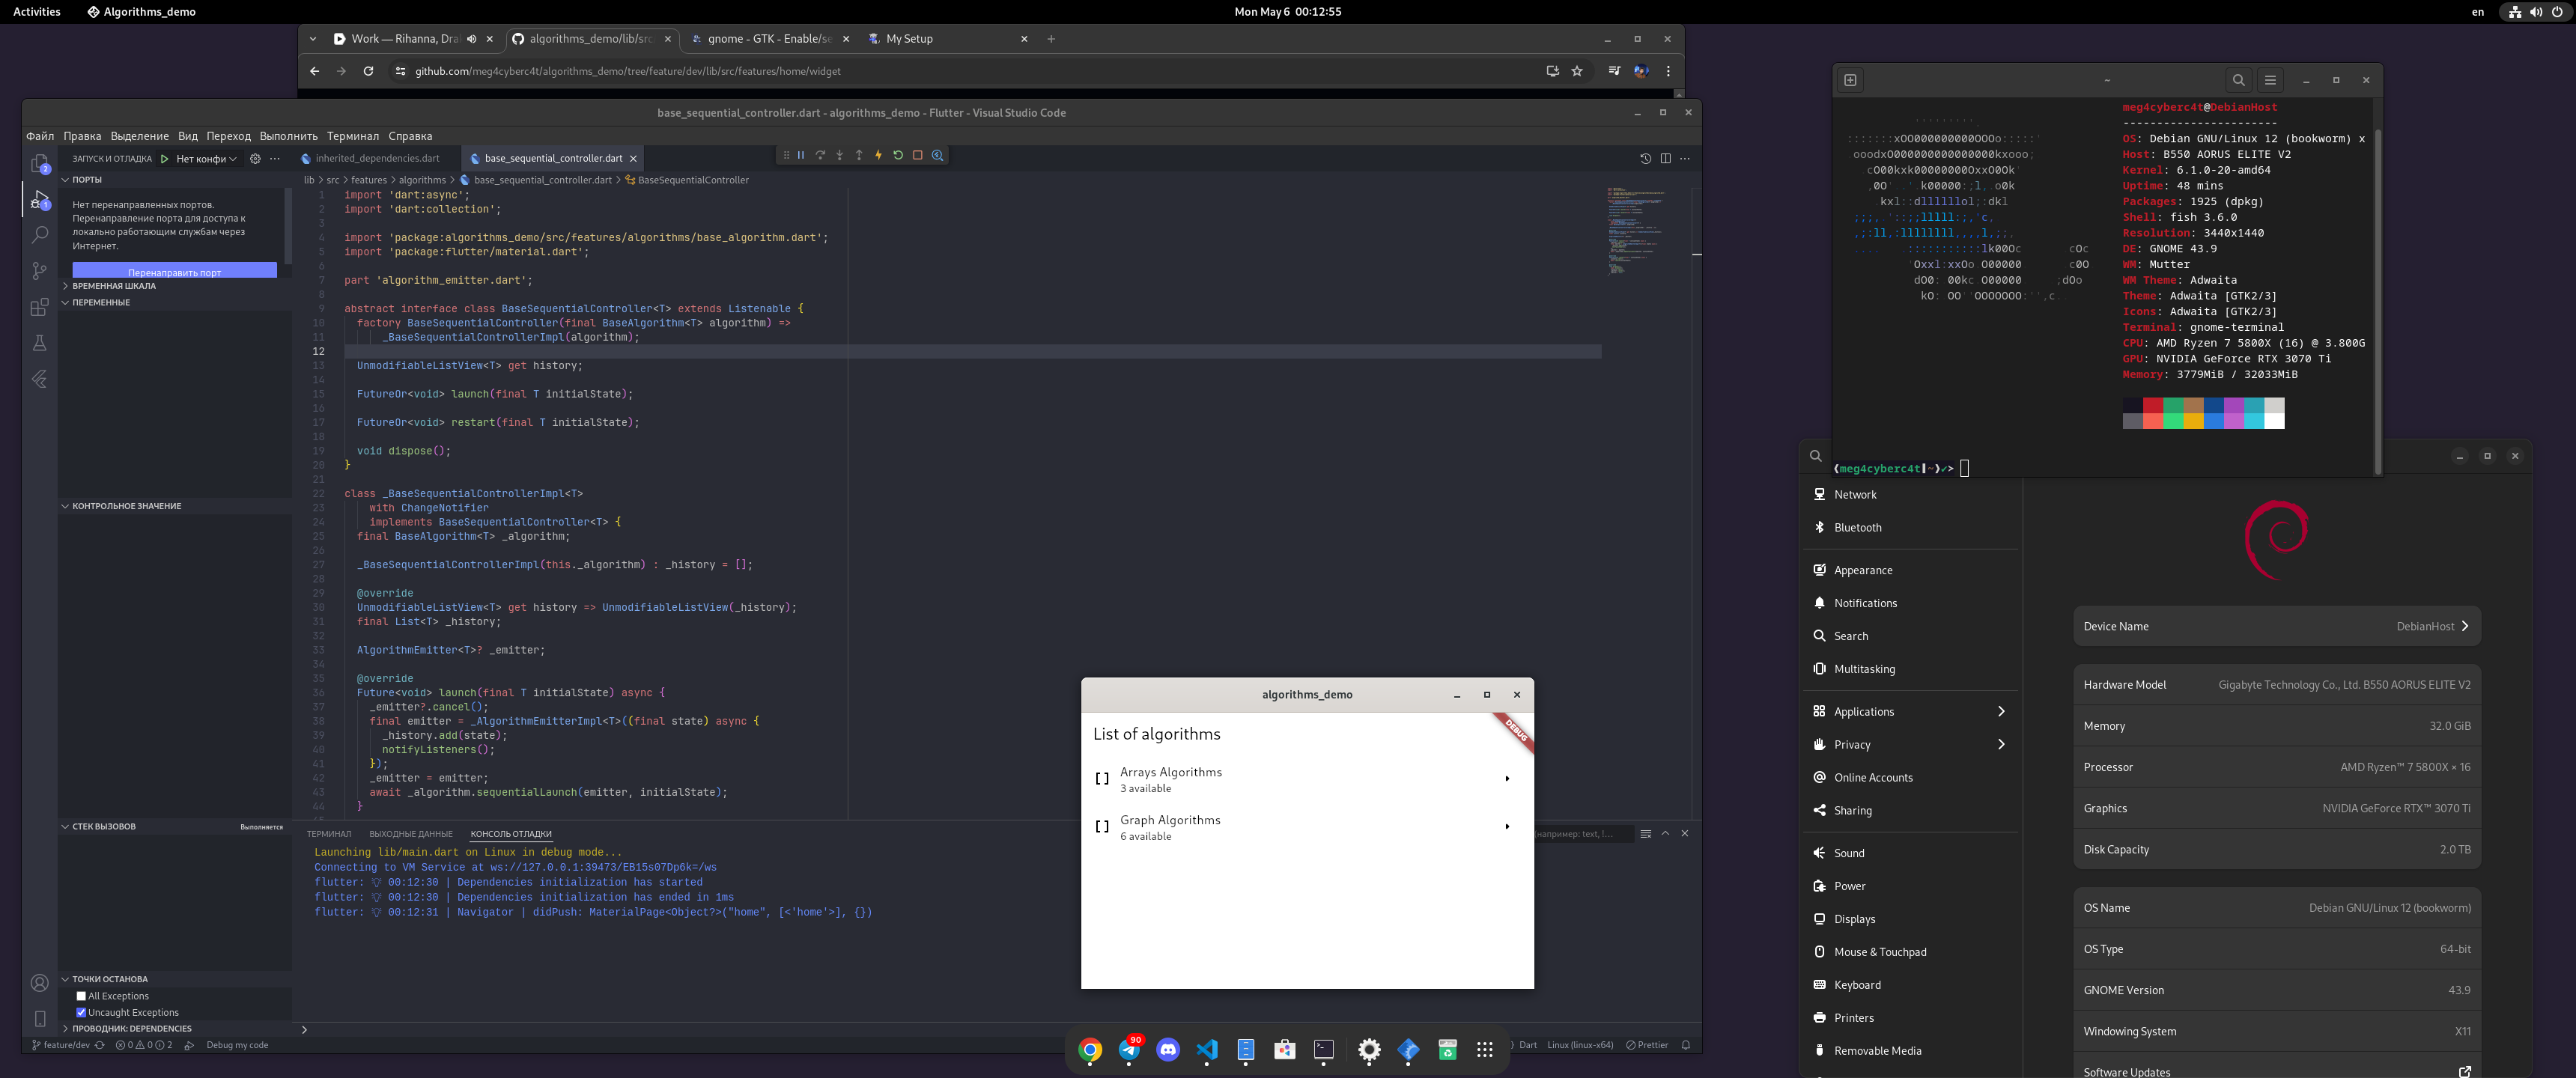 Activities
Algorithms_demo
Mon May 6 00:12:55
en
Work — Rihanna, Dra
algorithms_demo/lib/src
gnome - GTK - Enable/se
My Setup
github.com/meg4cyberc4t/algorithms_demo/tree/feature/dev/lib/src/features/home/widget
base_sequential_controller.dart - algorithms_demo - Flutter - Visual Studio Code
Файл Правка Выделение Вид Переход Выполнить Терминал Справка
ЗАПУСК И ОТЛАДКА
Нет конфи
inherited_dependencies.dart
base_sequential_controller.dart
lib > src > features > algorithms > base_sequential_controller.dart > BaseSequentialController
ПОРТЫ
Нет перенаправленных портов.
Перенаправление порта для доступа к
локально работающим службам через
Интернет.
Перенаправить порт
ВРЕМЕННАЯ ШКАЛА
ПЕРЕМЕННЫЕ
КОНТРОЛЬНОЕ ЗНАЧЕНИЕ
СТЕК ВЫЗОВОВ
Выполняется
ТОЧКИ ОСТАНОВА
All Exceptions
Uncaught Exceptions
ПРОВОДНИК: DEPENDENCIES
2
1
1 import 'dart:async';
2 import 'dart:collection';
3
4 import 'package:algorithms_demo/src/features/algorithms/base_algorithm.dart';
5 import 'package:flutter/material.dart';
6
7 part 'algorithm_emitter.dart';
8
9 abstract interface class BaseSequentialController<T> extends Listenable {
10 factory BaseSequentialController(final BaseAlgorithm<T> algorithm) =>
11 _BaseSequentialControllerImpl(algorithm);
12
13 UnmodifiableListView<T> get history;
14
15 FutureOr<void> launch(final T initialState);
16
17 FutureOr<void> restart(final T initialState);
18
19 void dispose();
20 }
21
22 class _BaseSequentialControllerImpl<T>
23 with ChangeNotifier
24 implements BaseSequentialController<T> {
25 final BaseAlgorithm<T> _algorithm;
26
27 _BaseSequentialControllerImpl(this._algorithm) : _history = [];
28
29 @override
30 UnmodifiableListView<T> get history => UnmodifiableListView(_history);
31 final List<T> _history;
32
33 AlgorithmEmitter<T>? _emitter;
34
35 @override
36 Future<void> launch(final T initialState) async {
37 _emitter?.cancel();
38 final emitter = _AlgorithmEmitterImpl<T>((final state) async {
39 _history.add(state);
40 notifyListeners();
41 });
42 _emitter = emitter;
43 await _algorithm.sequentialLaunch(emitter, initialState);
44 }
ТЕРМИНАЛ ВЫХОДНЫЕ ДАННЫЕ КОНСОЛЬ ОТЛАДКИ
(например: text, !...
Launching lib/main.dart on Linux in debug mode...
Connecting to VM Service at ws://127.0.0.1:39473/EB15s07Dp6k=/ws
flutter: 00:12:30 | Dependencies initialization has started
flutter: 00:12:30 | Dependencies initialization has ended in 1ms
flutter: 00:12:31 | Navigator | didPush: MaterialPage<Object?>("home", [<'home'>], {})
feature/dev
0 0 2
Debug my code
Dart
Linux (linux-x64)
Prettier
algorithms_demo
DEBUG
List of algorithms
Arrays Algorithms
3 available
Graph Algorithms
6 available
90
~
meg4cyberc4t@DebianHost
-----------------------
OS: Debian GNU/Linux 12 (bookworm) x
Host: B550 AORUS ELITE V2
Kernel: 6.1.0-20-amd64
Uptime: 48 mins
Packages: 1925 (dpkg)
Shell: fish 3.6.0
Resolution: 3440x1440
DE: GNOME 43.9
WM: Mutter
WM Theme: Adwaita
Theme: Adwaita [GTK2/3]
Icons: Adwaita [GTK2/3]
Terminal: gnome-terminal
CPU: AMD Ryzen 7 5800X (16) @ 3.800G
GPU: NVIDIA GeForce RTX 3070 Ti
Memory: 3779MiB / 32033MiB
(meg4cyberc4t|~)✔>
Network
Bluetooth
Appearance
Notifications
Search
Multitasking
Applications
Privacy
Online Accounts
Sharing
Sound
Power
Displays
Mouse & Touchpad
Keyboard
Printers
Removable Media
Device Name DebianHost
Hardware Model Gigabyte Technology Co., Ltd. B550 AORUS ELITE V2
Memory 32.0 GiB
Processor AMD Ryzen™ 7 5800X × 16
Graphics NVIDIA GeForce RTX™ 3070 Ti
Disk Capacity 2.0 TB
OS Name Debian GNU/Linux 12 (bookworm)
OS Type 64-bit
GNOME Version 43.9
Windowing System X11
Software Updates